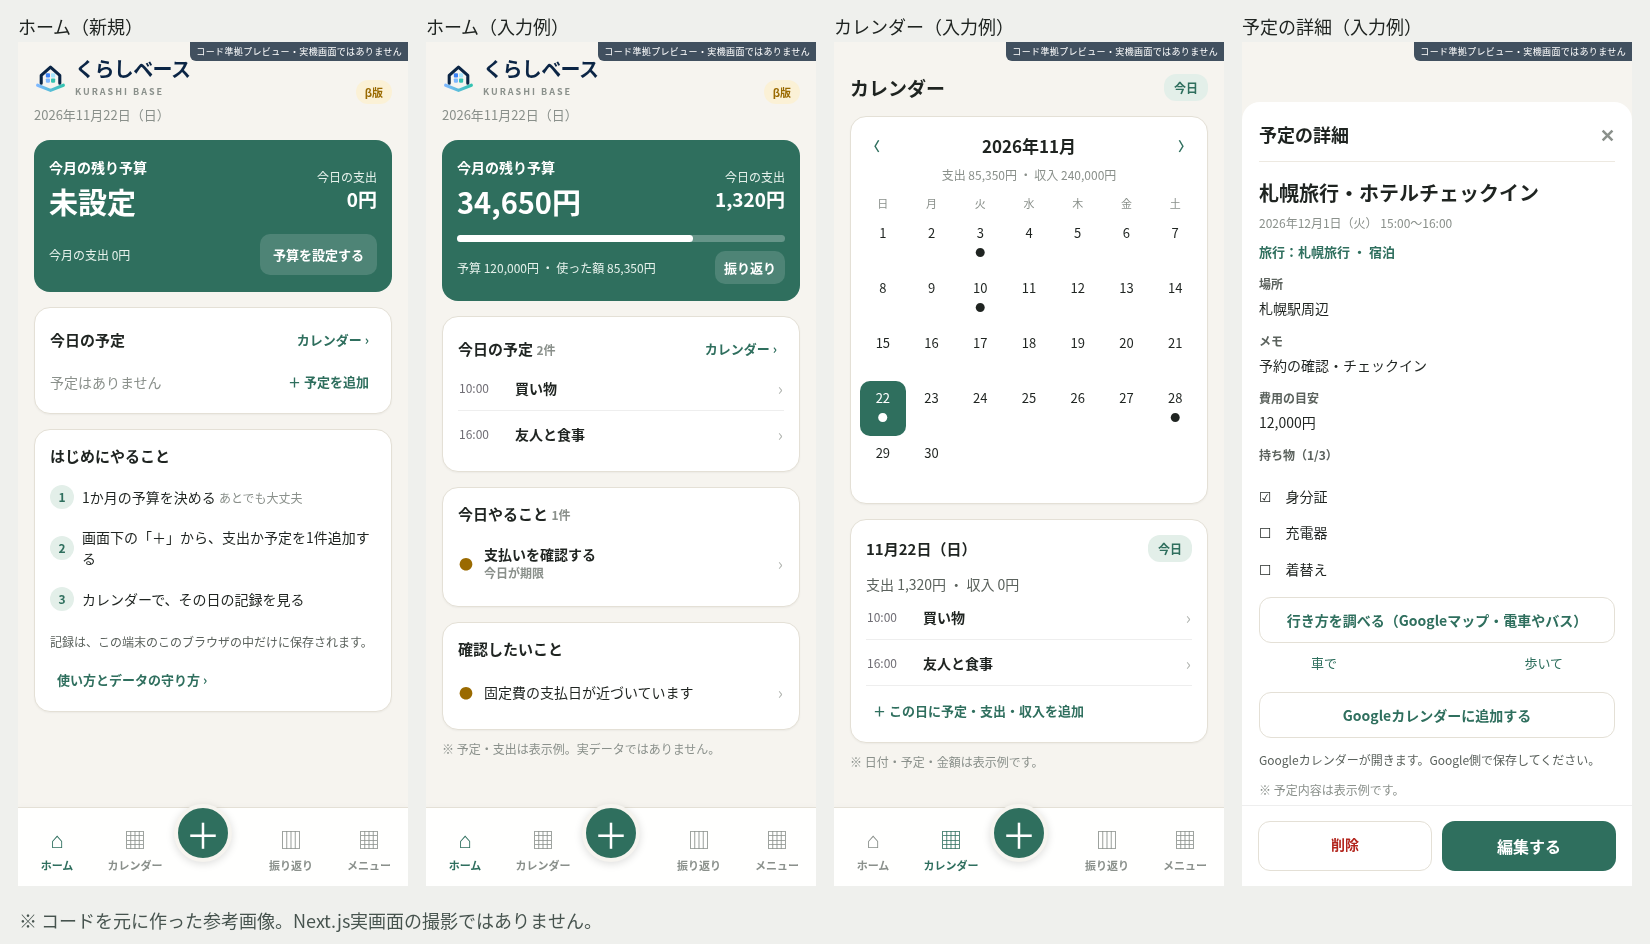 ホーム（新規）
コード準拠プレビュー・実機画面ではありません
くらしベース
KURASHI BASE
β版
2026年11月22日（日）
今月の残り予算
未設定
今日の支出
0円
今月の支出 0円
予算を設定する
今日の予定
カレンダー ›
予定はありません
＋ 予定を追加
はじめにやること
1 1か月の予算を決める あとでも大丈夫
2 画面下の「＋」から、支出か予定を1件追加す
る
3 カレンダーで、その日の記録を見る
記録は、この端末のこのブラウザの中だけに保存されます。
使い方とデータの守り方 ›
ホーム
カレンダー
＋
振り返り
メニュー
ホーム（入力例）
コード準拠プレビュー・実機画面ではありません
くらしベース
KURASHI BASE
β版
2026年11月22日（日）
今月の残り予算
34,650円
今日の支出
1,320円
予算 120,000円 ・ 使った額 85,350円
振り返り
今日の予定 2件
カレンダー ›
10:00 買い物 ›
16:00 友人と食事 ›
今日やること 1件
支払いを確認する ›
今日が期限
確認したいこと
固定費の支払日が近づいています ›
※ 予定・支出は表示例。実データではありません。
ホーム
カレンダー
＋
振り返り
メニュー
カレンダー（入力例）
コード準拠プレビュー・実機画面ではありません
カレンダー
今日
‹ 2026年11月 ›
支出 85,350円 ・ 収入 240,000円
日 月 火 水 木 金 土
1 2 3 4 5 6 7
8 9 10 11 12 13 14
15 16 17 18 19 20 21
22 23 24 25 26 27 28
29 30
11月22日（日）
今日
支出 1,320円 ・ 収入 0円
10:00 買い物 ›
16:00 友人と食事 ›
＋ この日に予定・支出・収入を追加
※ 日付・予定・金額は表示例です。
ホーム
カレンダー
＋
振り返り
メニュー
予定の詳細（入力例）
コード準拠プレビュー・実機画面ではありません
予定の詳細 ×
札幌旅行・ホテルチェックイン
2026年12月1日（火） 15:00〜16:00
旅行：札幌旅行 ・ 宿泊
場所
札幌駅周辺
メモ
予約の確認・チェックイン
費用の目安
12,000円
持ち物（1/3）
☑ 身分証
☐ 充電器
☐ 着替え
行き方を調べる（Googleマップ・電車やバス）
車で
歩いて
Googleカレンダーに追加する
Googleカレンダーが開きます。Google側で保存してください。
※ 予定内容は表示例です。
削除
編集する
※ コードを元に作った参考画像。Next.js実画面の撮影ではありません。